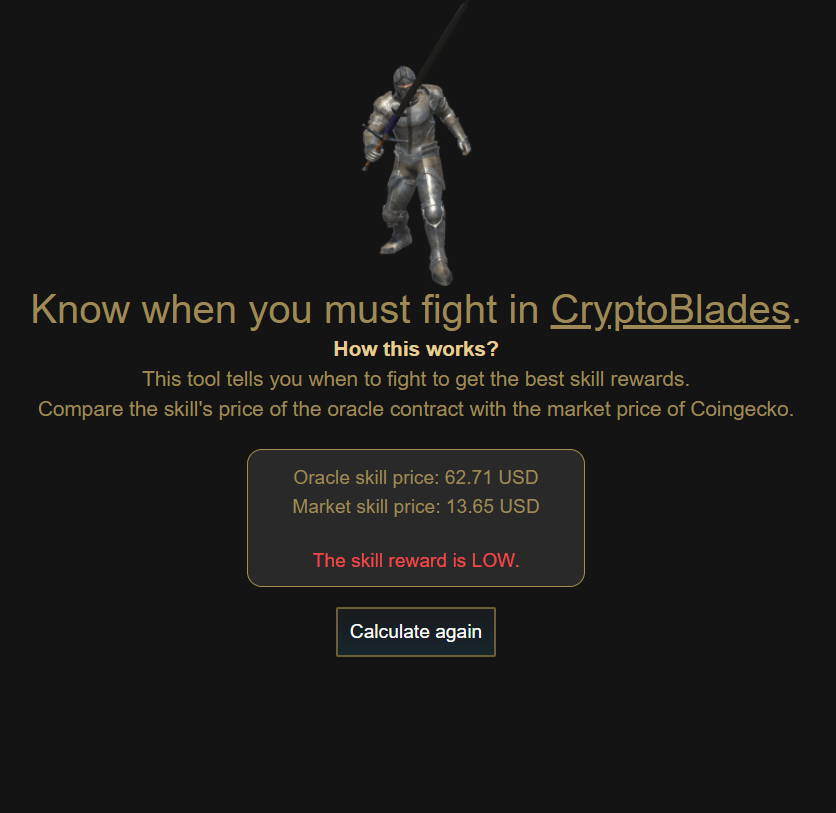 Know when you must fight in CryptoBlades.
How this works?
This tool tells you when to fight to get the best skill rewards.
Compare the skill's price of the oracle contract with the market price of Coingecko.
Oracle skill price: 62.71 USD
Market skill price: 13.65 USD
The skill reward is LOW.
Calculate again